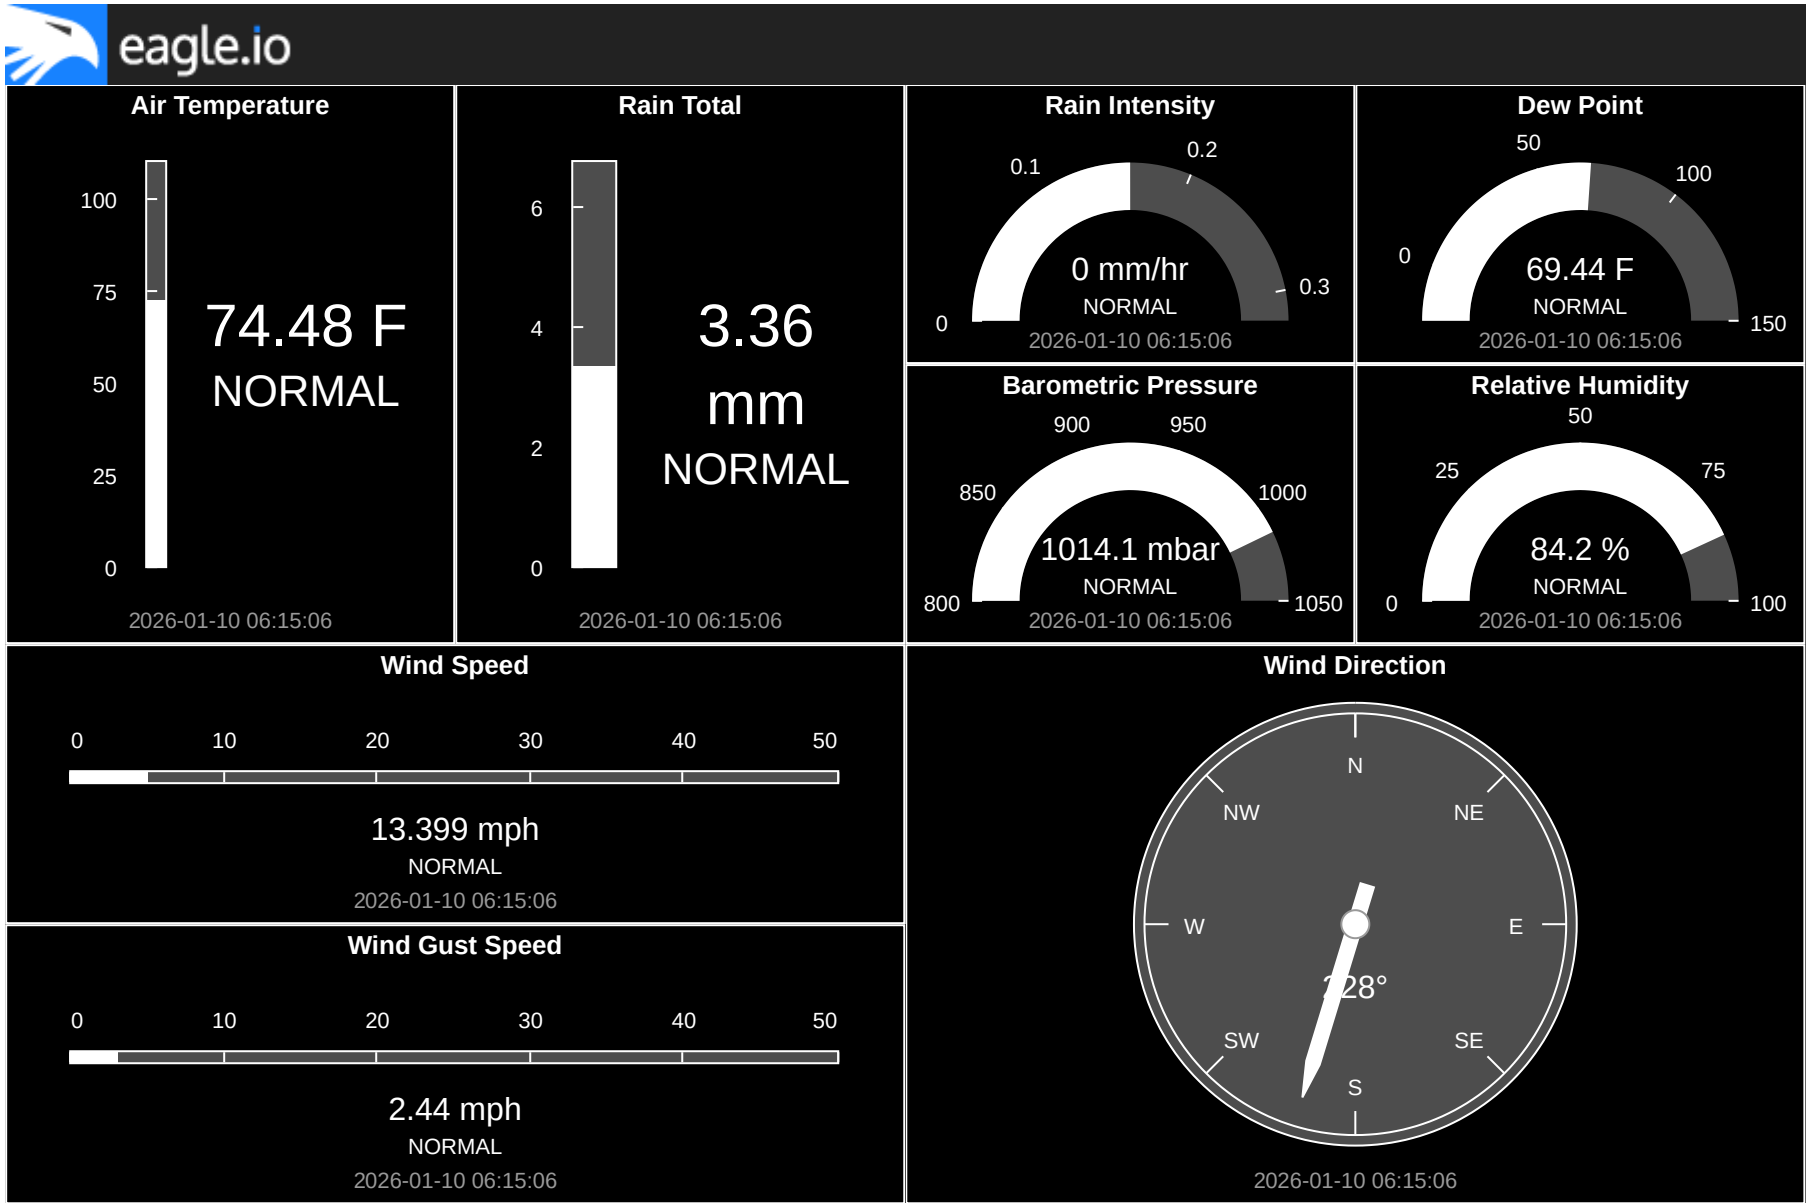 eagle.io
Air Temperature
100
75
50
25
0
74.48 F
NORMAL
2026-01-10 06:15:06
Rain Total
6
4
2
0
3.36
mm
NORMAL
2026-01-10 06:15:06
Rain Intensity
0
0.1
0.2
0.3
0 mm/hr
NORMAL
2026-01-10 06:15:06
Dew Point
0
50
100
150
69.44 F
NORMAL
2026-01-10 06:15:06
Barometric Pressure
800
850
900
950
1000
1050
1014.1 mbar
NORMAL
2026-01-10 06:15:06
Relative Humidity
0
25
50
75
100
84.2 %
NORMAL
2026-01-10 06:15:06
Wind Speed
0 10 20 30 40 50
13.399 mph
NORMAL
2026-01-10 06:15:06
Wind Gust Speed
0 10 20 30 40 50
2.44 mph
NORMAL
2026-01-10 06:15:06
Wind Direction
N
NW NE
W E
SW SE
S
2026-01-10 06:15:06